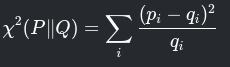 χ²(P∥Q) = ∑_i (p_i − q_i)² / q_i